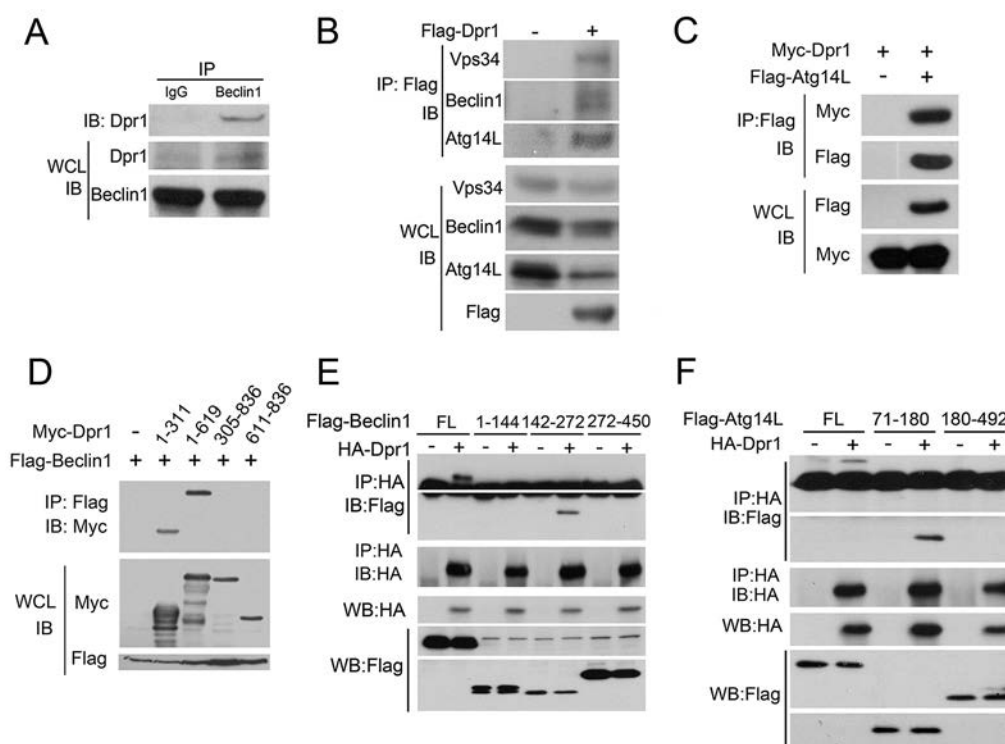 A
IP
IgG Beclin1
IB: Dpr1
WCL
IB
Dpr1
Beclin1
B
Flag-Dpr1 - +
IP: Flag
IB
Vps34
Beclin1
Atg14L
WCL
IB
Vps34
Beclin1
Atg14L
Flag
C
Myc-Dpr1 + +
Flag-Atg14L - +
IP:Flag
IB
Myc
Flag
WCL
IB
Flag
Myc
D
Myc-Dpr1 - 1-311 1-619 305-836 611-836
Flag-Beclin1 + + + + +
IP: Flag
IB: Myc
WCL
IB
Myc
Flag
E
Flag-Beclin1 FL 1-144 142-272 272-450
HA-Dpr1 - + - + - + - +
IP:HA
IB:Flag
IP:HA
IB:HA
WB:HA
WB:Flag
F
Flag-Atg14L FL 71-180 180-492
HA-Dpr1 - + - + - +
IP:HA
IB:Flag
IP:HA
IB:HA
WB:HA
WB:Flag